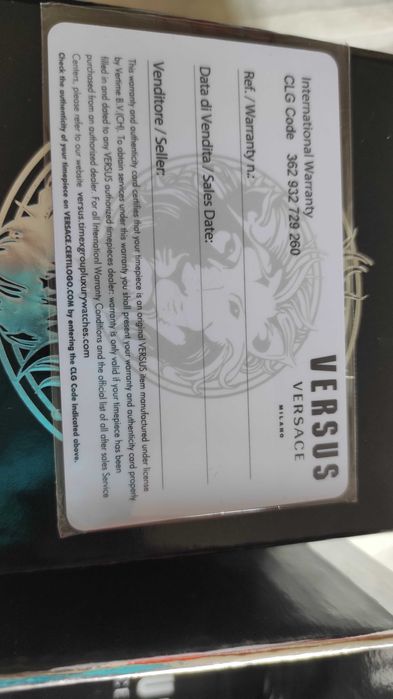 International Warranty
CLG Code 362 932 729 260
VERSUS
VERSACE
MILANO
Ref. / Warranty n.:
Data di Vendita / Sales Date:
Venditore / Seller:
This warranty and authenticity card certifies that your timepiece is an original VERSUS item manufactured under license
by Vertime B.V.(CH). To obtain services under this warranty you shall present your warranty and authenticity card properly
filled in and dated to any VERSUS authorized timepieces dealer: warranty is only valid if your timepiece has been
purchased from an authorized dealer. For all International Warranty Conditions and the official list of all after sales Service
Centers, please refer to our website versus.timexgroupluxurywatches.com
Check the authenticity of your timepiece on VERSACE.CERTILOGO.COM by entering the CLG Code indicated above.